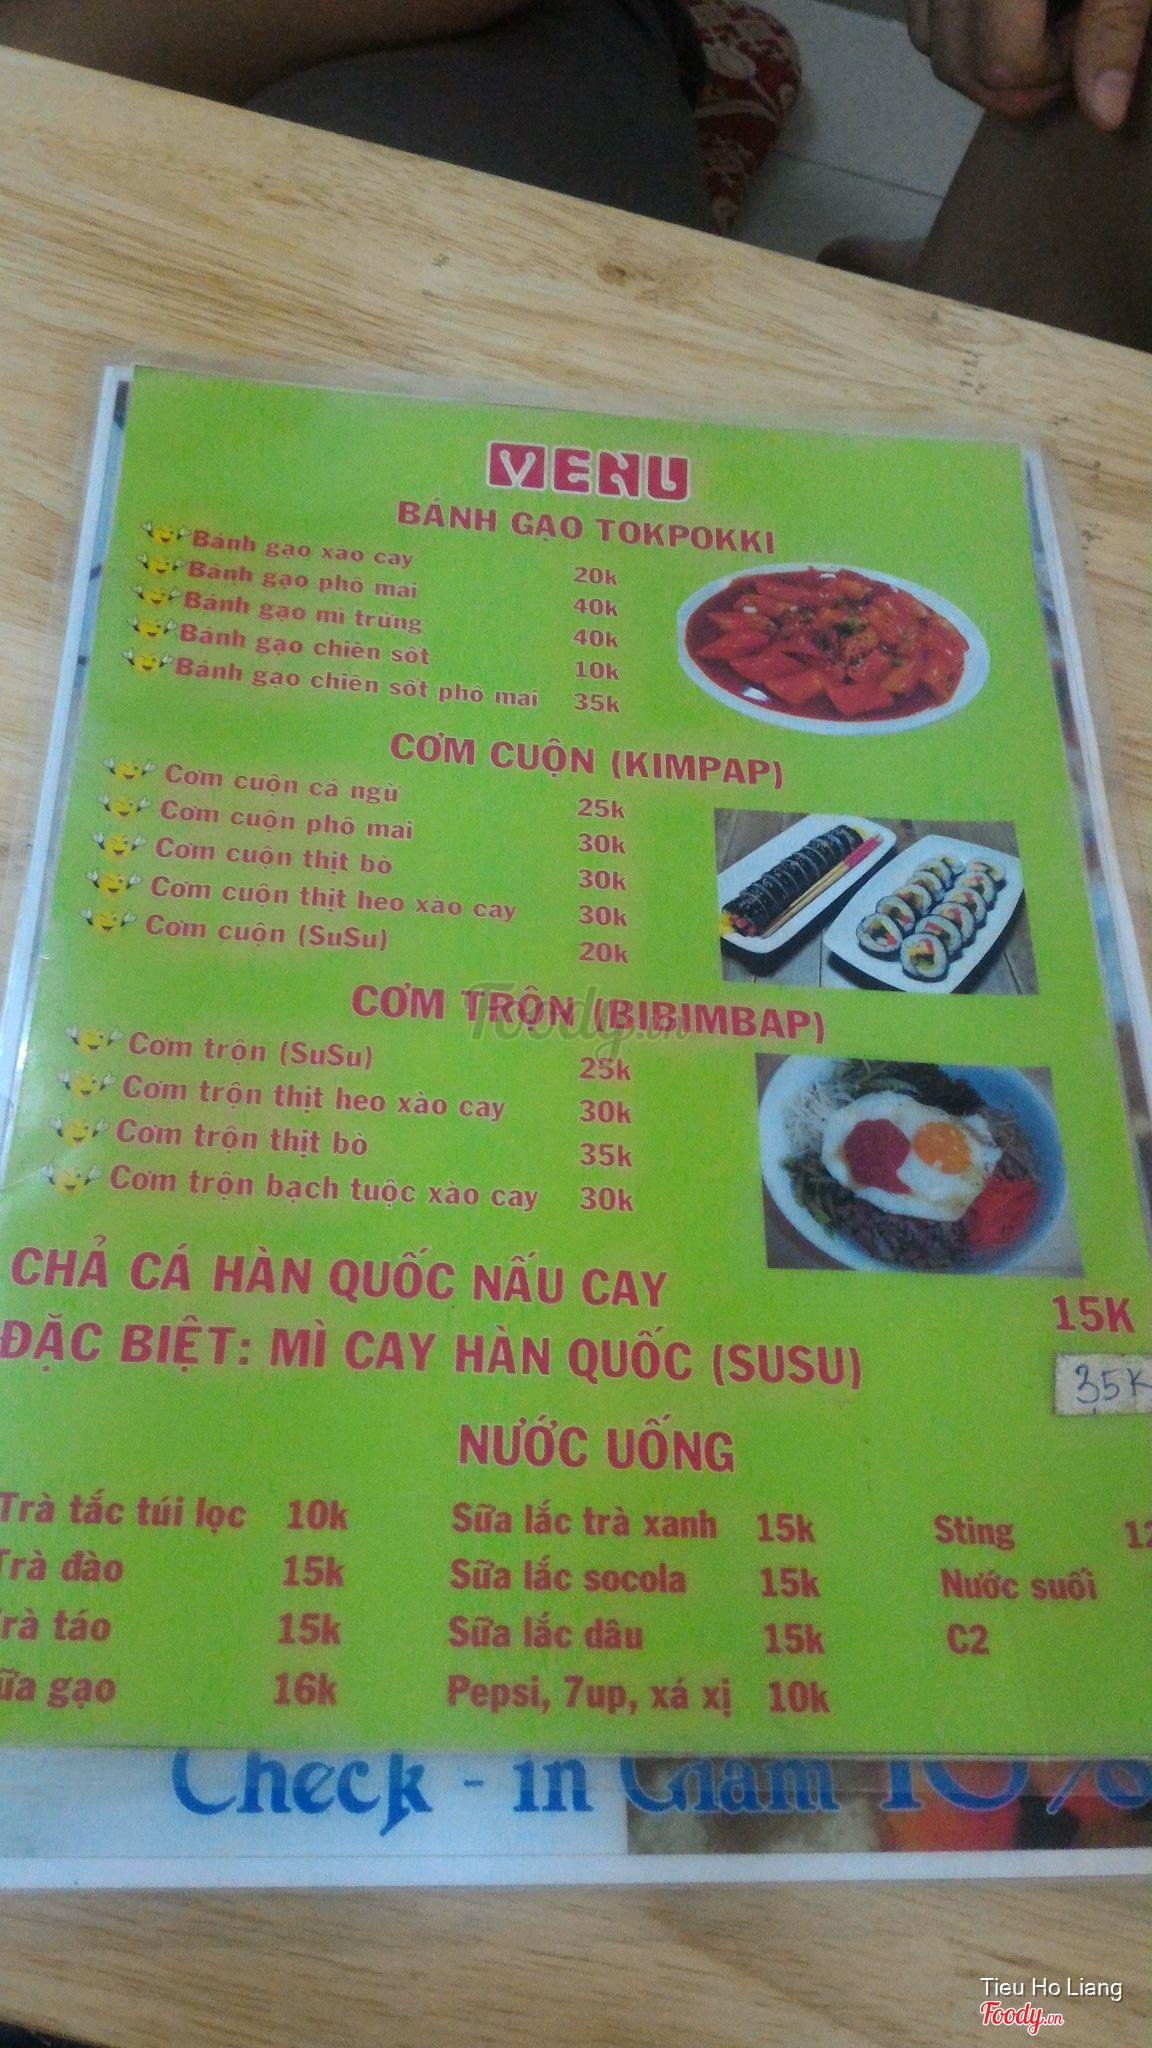 MENU
BÁNH GẠO TOKPOKKI
Bánh gạo xào cay 20k
Bánh gạo phô mai 40k
Bánh gạo mì trứng 40k
Bánh gạo chiên sốt 10k
Bánh gạo chiên sốt phô mai 35k
CƠM CUỘN (KIMPAP)
Cơm cuộn cá ngừ 25k
Cơm cuộn phô mai 30k
Cơm cuộn thịt bò 30k
Cơm cuộn thịt heo xào cay 30k
Cơm cuộn (SuSu) 20k
Foody.vn
CƠM TRỘN (BIBIMBAP)
Cơm trộn (SuSu) 25k
Cơm trộn thịt heo xào cay 30k
Cơm trộn thịt bò 35k
Cơm trộn bạch tuộc xào cay 30k
CHẢ CÁ HÀN QUỐC NẤU CAY 15K
ĐẶC BIỆT: MÌ CAY HÀN QUỐC (SUSU) 35K
NƯỚC UỐNG
Trà tắc túi lọc 10k Sữa lắc trà xanh 15k Sting
Trà đào 15k Sữa lắc socola 15k Nước suối
táo 15k Sữa lắc dâu 15k C2
gạo 16k Pepsi, 7up, xá xị 10k
Check - in Giảm 10%
Tieu Ho Liang
Foody.vn